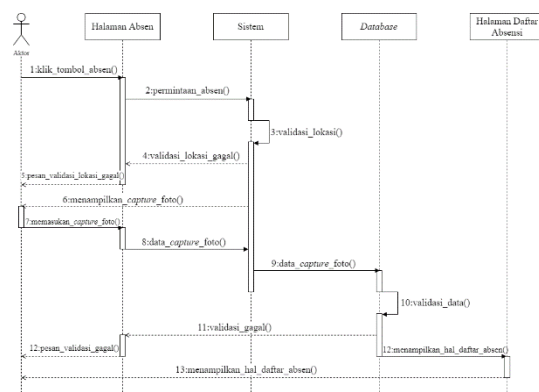 Halaman Absen
Sistem
Database
Halaman Daftar
Absensi
Aktor
1:klik_tombol_absen()
2:permintaan_absen()
3:validasi_lokasi()
4:validasi_lokasi_gagal()
5:pesan_validasi_lokasi_gagal()
6:menampilkan_capture_foto()
7:memasukan_capture_foto()
8:data_capture_foto()
9:data_capture_foto()
10:validasi_data()
11:validasi_gagal()
12:pesan_validasi_gagal()
12:menampilkan_hal_daftar_absen()
13:menampilkan_hal_daftar_absen()